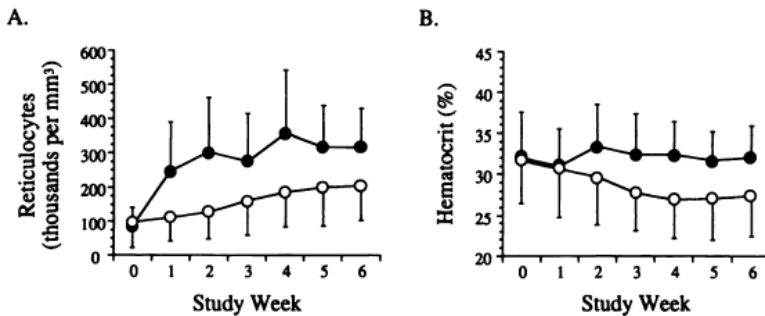 A.
Reticulocytes
(thousands per mm³)
600
500
400
300
200
100
0
0 1 2 3 4 5 6
Study Week
B.
Hematocrit (%)
45
40
35
30
25
20
0 1 2 3 4 5 6
Study Week